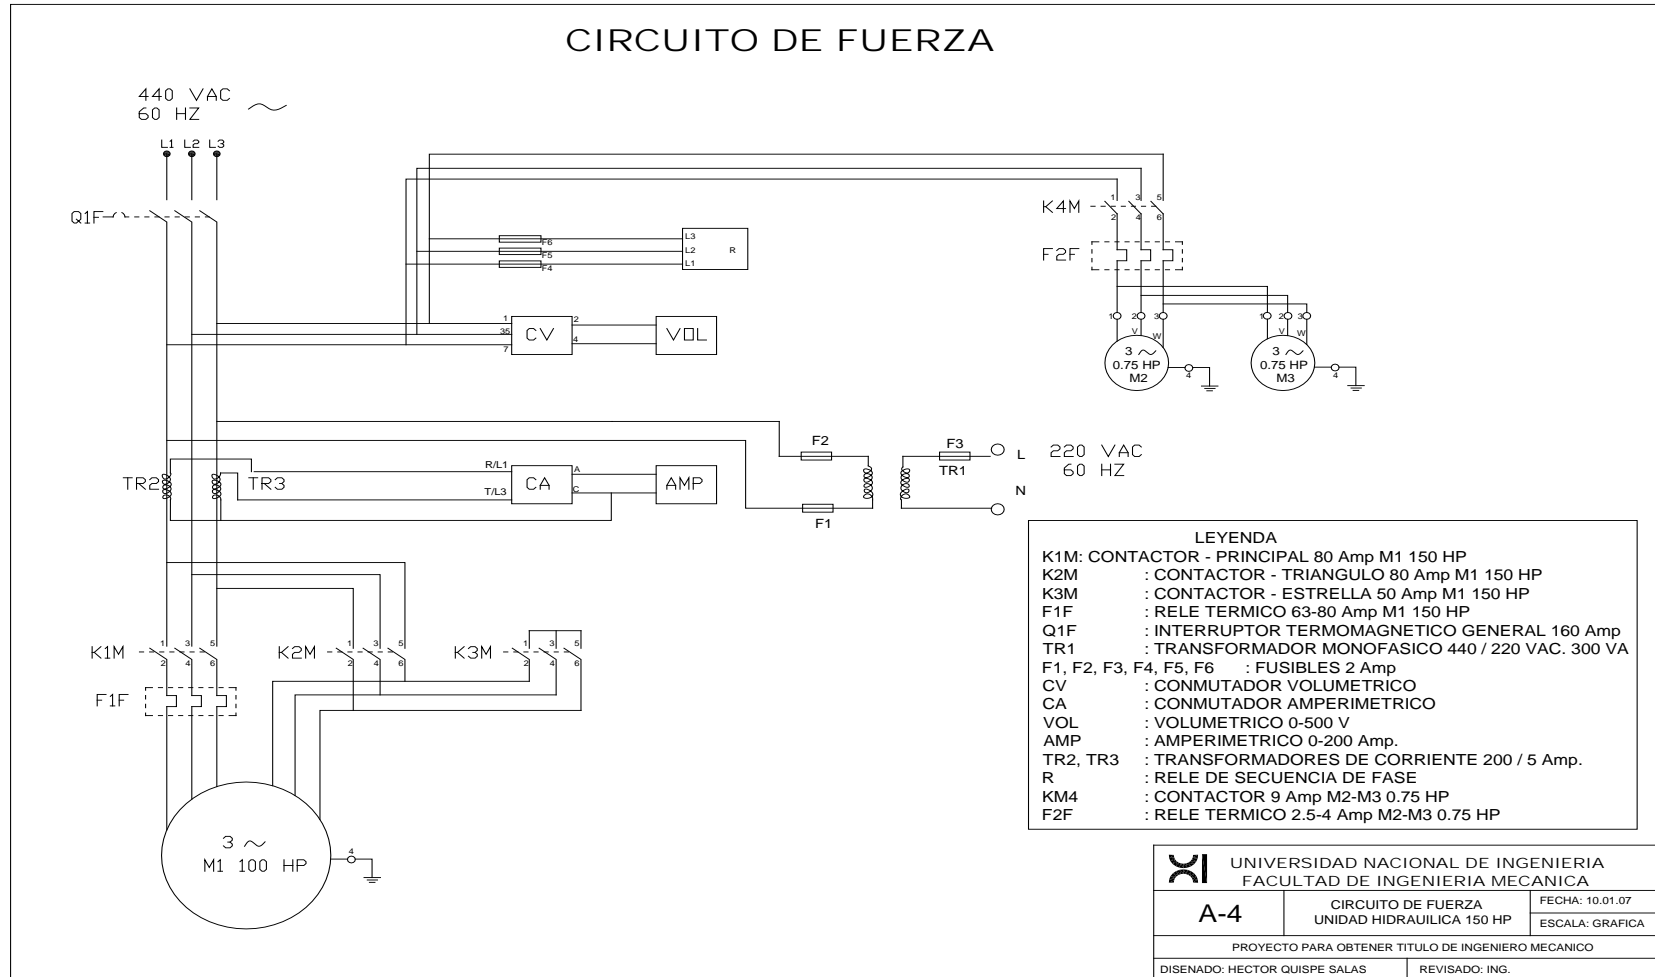 CIRCUITO DE FUERZA
440 VAC
60 HZ
L1 L2 L3
Q1F
F6
F5
F4
L3
L2
L1
R
1
35
7
CV
2
4
VOL
K4M
1 3 5
2 4 6
F2F
1 2 3
V W
3
0.75 HP
M2
4
1 2 3
V W
3
0.75 HP
M3
4
TR2
TR3
R/L1
T/L3
CA
A
C
AMP
F2
F1
F3
TR1
L
N
220 VAC
60 HZ
K1M
1 3 5
2 4 6
K2M
1 3 5
2 4 6
K3M
1 3 5
2 4 6
F1F
3
M1 100 HP
4
LEYENDA
K1M: CONTACTOR - PRINCIPAL 80 Amp M1 150 HP
K2M : CONTACTOR - TRIANGULO 80 Amp M1 150 HP
K3M : CONTACTOR - ESTRELLA 50 Amp M1 150 HP
F1F : RELE TERMICO 63-80 Amp M1 150 HP
Q1F : INTERRUPTOR TERMOMAGNETICO GENERAL 160 Amp
TR1 : TRANSFORMADOR MONOFASICO 440 / 220 VAC. 300 VA
F1, F2, F3, F4, F5, F6 : FUSIBLES 2 Amp
CV : CONMUTADOR VOLUMETRICO
CA : CONMUTADOR AMPERIMETRICO
VOL : VOLUMETRICO 0-500 V
AMP : AMPERIMETRICO 0-200 Amp.
TR2, TR3 : TRANSFORMADORES DE CORRIENTE 200 / 5 Amp.
R : RELE DE SECUENCIA DE FASE
KM4 : CONTACTOR 9 Amp M2-M3 0.75 HP
F2F : RELE TERMICO 2.5-4 Amp M2-M3 0.75 HP
UNIVERSIDAD NACIONAL DE INGENIERIA
FACULTAD DE INGENIERIA MECANICA
A-4
CIRCUITO DE FUERZA
UNIDAD HIDRAUILICA 150 HP
FECHA: 10.01.07
ESCALA: GRAFICA
PROYECTO PARA OBTENER TITULO DE INGENIERO MECANICO
DISENADO: HECTOR QUISPE SALAS
REVISADO: ING.